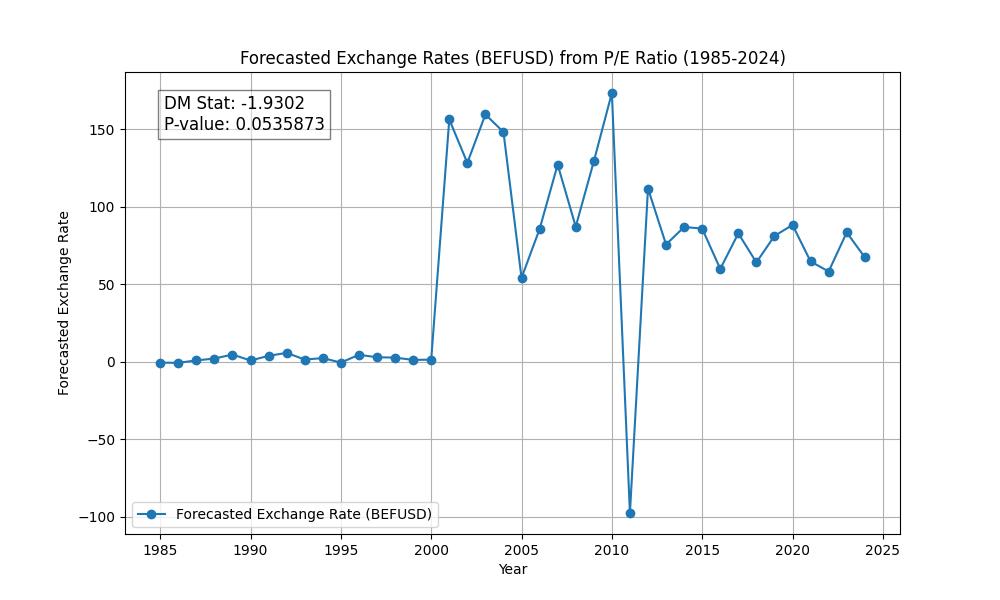 Forecasted Exchange Rates (BEFUSD) from P/E Ratio (1985-2024)
DM Stat: -1.9302
P-value: 0.0535873
150
100
50
0
−50
−100
Forecasted Exchange Rate
Forecasted Exchange Rate (BEFUSD)
1985 1990 1995 2000 2005 2010 2015 2020 2025
Year